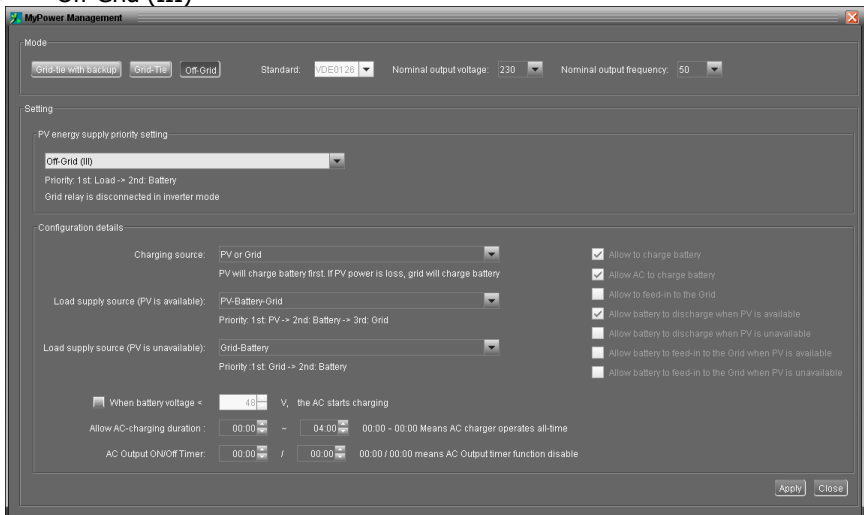 Off-Grid (III)
MyPower Management
Mode
Grid-tie with backup Grid-Tie Off-Grid Standard: VDE0126 Nominal output voltage: 230 Nominal output frequency: 50
Setting
PV energy supply priority setting
Off-Grid (III)
Priority: 1st: Load -> 2nd: Battery
Grid relay is disconnected in inverter mode
Configuration details
Charging source: PV or Grid
PV will charge battery first. If PV power is loss, grid will charge battery
Load supply source (PV is available): PV-Battery-Grid
Priority: 1st: PV -> 2nd: Battery -> 3rd: Grid
Load supply source (PV is unavailable): Grid-Battery
Priority :1st: Grid -> 2nd: Battery
Allow to charge battery
Allow AC to charge battery
Allow to feed-in to the Grid
Allow battery to discharge when PV is available
Allow battery to discharge when PV is unavailable
Allow battery to feed-in to the Grid when PV is available
Allow battery to feed-in to the Grid when PV is unavailable
When battery voltage < 48 V, the AC starts charging
Allow AC-charging duration : 00:00 – 04:00 00:00 - 00:00 Means AC charger operates all-time
AC Output ON/Off Timer: 00:00 / 00:00 00:00 / 00:00 means AC Output timer function disable
Apply Close